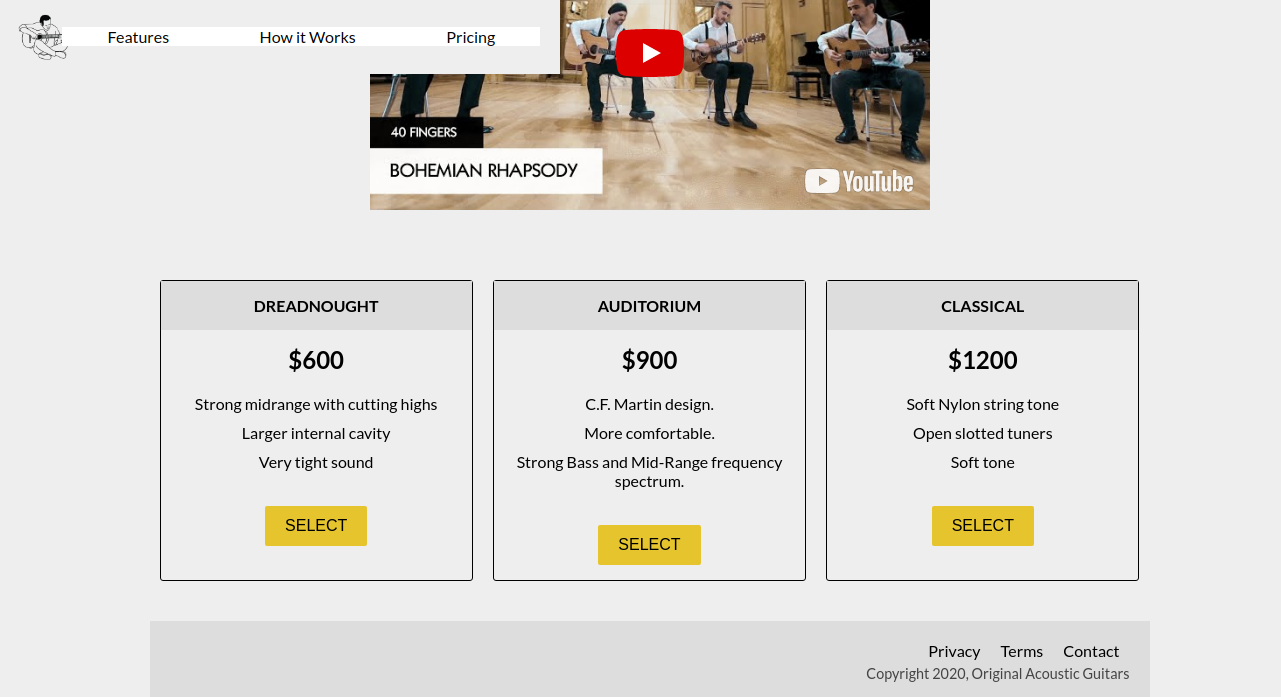 Features How it Works Pricing
40 FINGERS
BOHEMIAN RHAPSODY
YouTube
DREADNOUGHT
$600
Strong midrange with cutting highs
Larger internal cavity
Very tight sound
SELECT
AUDITORIUM
$900
C.F. Martin design.
More comfortable.
Strong Bass and Mid-Range frequency
spectrum.
SELECT
CLASSICAL
$1200
Soft Nylon string tone
Open slotted tuners
Soft tone
SELECT
Privacy Terms Contact
Copyright 2020, Original Acoustic Guitars